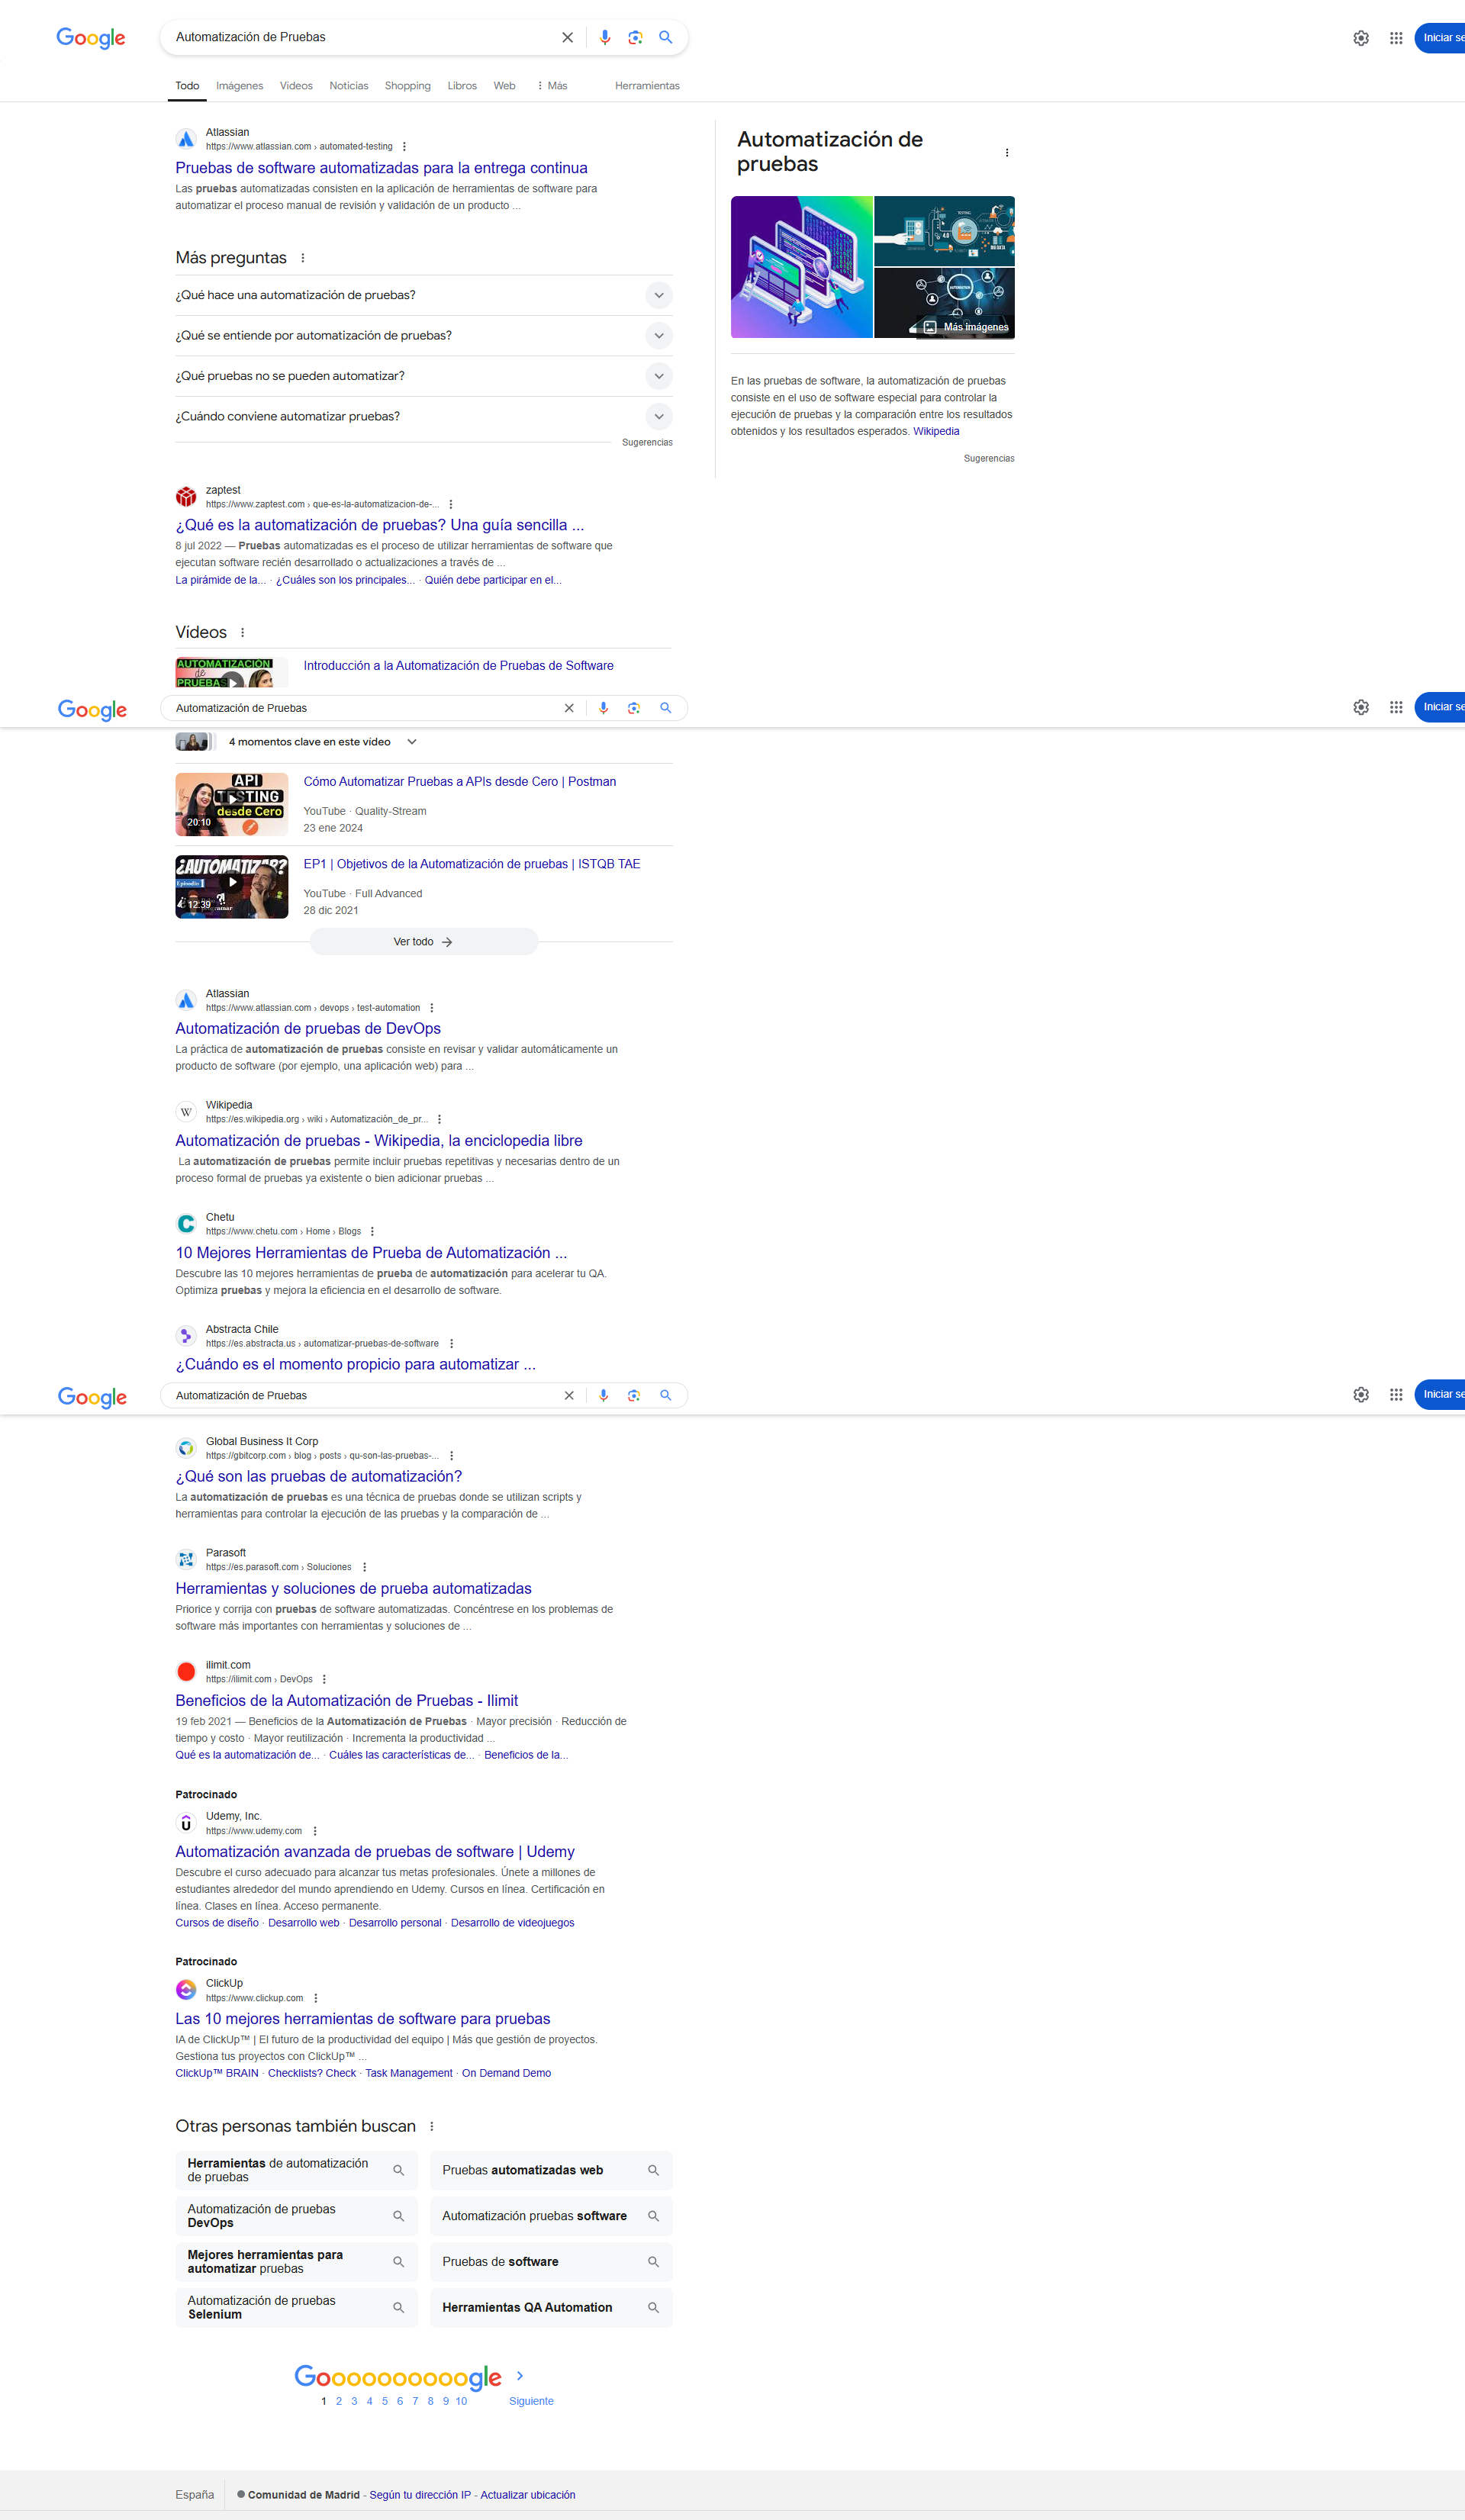 Google
Automatización de Pruebas
Iniciar se
Todo
Imágenes
Vídeos
Noticias
Shopping
Libros
Web
Más
Herramientas
Atlassian
https://www.atlassian.com › automated-testing
Pruebas de software automatizadas para la entrega continua
Las pruebas automatizadas consisten en la aplicación de herramientas de software para
automatizar el proceso manual de revisión y validación de un producto ...
Más preguntas
¿Qué hace una automatización de pruebas?
¿Qué se entiende por automatización de pruebas?
¿Qué pruebas no se pueden automatizar?
¿Cuándo conviene automatizar pruebas?
Sugerencias
Automatización de
pruebas
TESTING
4.0
AUTOMATION
Más imágenes
En las pruebas de software, la automatización de pruebas
consiste en el uso de software especial para controlar la
ejecución de pruebas y la comparación entre los resultados
obtenidos y los resultados esperados. Wikipedia
Sugerencias
zaptest
https://www.zaptest.com › que-es-la-automatizacion-de-...
¿Qué es la automatización de pruebas? Una guía sencilla ...
8 jul 2022 — Pruebas automatizadas es el proceso de utilizar herramientas de software que
ejecutan software recién desarrollado o actualizaciones a través de ...
La pirámide de la... · ¿Cuáles son los principales... · Quién debe participar en el...
Vídeos
AUTOMATIZACIÓN
de
PRUEBAS
Introducción a la Automatización de Pruebas de Software
Google
Automatización de Pruebas
Iniciar se
4 momentos clave en este vídeo
API
TESTING
desde Cero
20:10
Cómo Automatizar Pruebas a APIs desde Cero | Postman
YouTube · Quality-Stream
23 ene 2024
¿AUTOMATIZAR?
Episodio 1
12:39
EP1 | Objetivos de la Automatización de pruebas | ISTQB TAE
YouTube · Full Advanced
28 dic 2021
Ver todo
Atlassian
https://www.atlassian.com › devops › test-automation
Automatización de pruebas de DevOps
La práctica de automatización de pruebas consiste en revisar y validar automáticamente un
producto de software (por ejemplo, una aplicación web) para ...
W
Wikipedia
https://es.wikipedia.org › wiki › Automatización_de_pr...
Automatización de pruebas - Wikipedia, la enciclopedia libre
La automatización de pruebas permite incluir pruebas repetitivas y necesarias dentro de un
proceso formal de pruebas ya existente o bien adicionar pruebas ...
Chetu
https://www.chetu.com › Home › Blogs
10 Mejores Herramientas de Prueba de Automatización ...
Descubre las 10 mejores herramientas de prueba de automatización para acelerar tu QA.
Optimiza pruebas y mejora la eficiencia en el desarrollo de software.
Abstracta Chile
https://es.abstracta.us › automatizar-pruebas-de-software
¿Cuándo es el momento propicio para automatizar ...
Google
Automatización de Pruebas
Iniciar se
Global Business It Corp
https://gbitcorp.com › blog › posts › qu-son-las-pruebas-...
¿Qué son las pruebas de automatización?
La automatización de pruebas es una técnica de pruebas donde se utilizan scripts y
herramientas para controlar la ejecución de las pruebas y la comparación de ...
Parasoft
https://es.parasoft.com › Soluciones
Herramientas y soluciones de prueba automatizadas
Priorice y corrija con pruebas de software automatizadas. Concéntrese en los problemas de
software más importantes con herramientas y soluciones de ...
ilimit.com
https://ilimit.com › DevOps
Beneficios de la Automatización de Pruebas - Ilimit
19 feb 2021 — Beneficios de la Automatización de Pruebas · Mayor precisión · Reducción de
tiempo y costo · Mayor reutilización · Incrementa la productividad ...
Qué es la automatización de... · Cuáles las características de... · Beneficios de la...
Patrocinado
Udemy, Inc.
https://www.udemy.com
Automatización avanzada de pruebas de software | Udemy
Descubre el curso adecuado para alcanzar tus metas profesionales. Únete a millones de
estudiantes alrededor del mundo aprendiendo en Udemy. Cursos en línea. Certificación en
línea. Clases en línea. Acceso permanente.
Cursos de diseño · Desarrollo web · Desarrollo personal · Desarrollo de videojuegos
Patrocinado
ClickUp
https://www.clickup.com
Las 10 mejores herramientas de software para pruebas
IA de ClickUp™ | El futuro de la productividad del equipo | Más que gestión de proyectos.
Gestiona tus proyectos con ClickUp™ ...
ClickUp™ BRAIN · Checklists? Check · Task Management · On Demand Demo
Otras personas también buscan
Herramientas de automatización
de pruebas
Pruebas automatizadas web
Automatización de pruebas
DevOps
Automatización pruebas software
Mejores herramientas para
automatizar pruebas
Pruebas de software
Automatización de pruebas
Selenium
Herramientas QA Automation
Goooooooooogle
1 2 3 4 5 6 7 8 9 10 Siguiente
España
Comunidad de Madrid - Según tu dirección IP - Actualizar ubicación